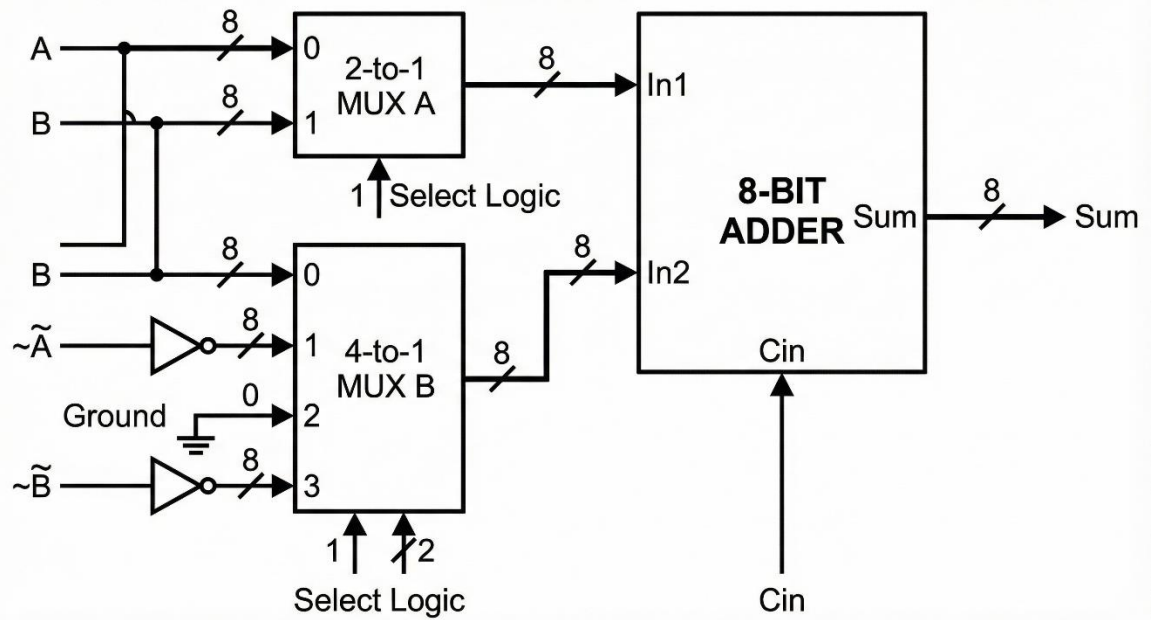 A
8
0
2-to-1
MUX A
8
In1
B
8
1
1
Select Logic
8-BIT
ADDER
Sum
8
Sum
B
8
0
8
In2
~Ã
8
1
4-to-1
MUX B
8
Cin
Ground
0
2
~B̃
8
3
1
2
Select Logic
Cin